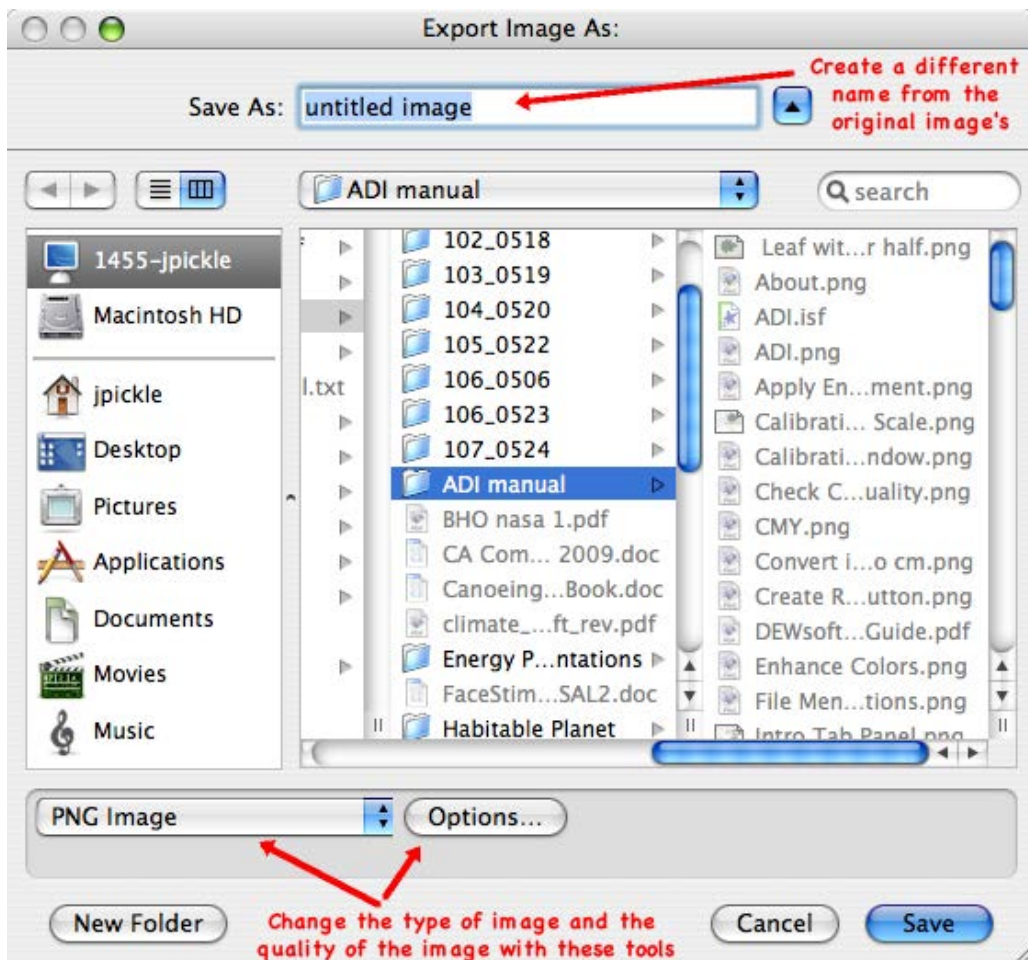 Export Image As:
Create a different
name from the
original image's
Save As: untitled image
ADI manual
search
1455-jpickle
Macintosh HD
jpickle
Desktop
Pictures
Applications
Documents
Movies
Music
l.txt
102_0518
103_0519
104_0520
105_0522
106_0506
106_0523
107_0524
ADI manual
BHO nasa 1.pdf
CA Com... 2009.doc
Canoeing...Book.doc
climate_...ft_rev.pdf
Energy P...ntations
FaceStim...SAL2.doc
Habitable Planet
Leaf wit...r half.png
About.png
ADI.isf
ADI.png
Apply En...ment.png
Calibrati... Scale.png
Calibrati...ndow.png
Check C...uality.png
CMY.png
Convert i...o cm.png
Create R...utton.png
DEWsoft...Guide.pdf
Enhance Colors.png
File Men...tions.png
Intro Tab Panel.png
PNG Image
Options...
New Folder
Change the type of image and the
quality of the image with these tools
Cancel
Save